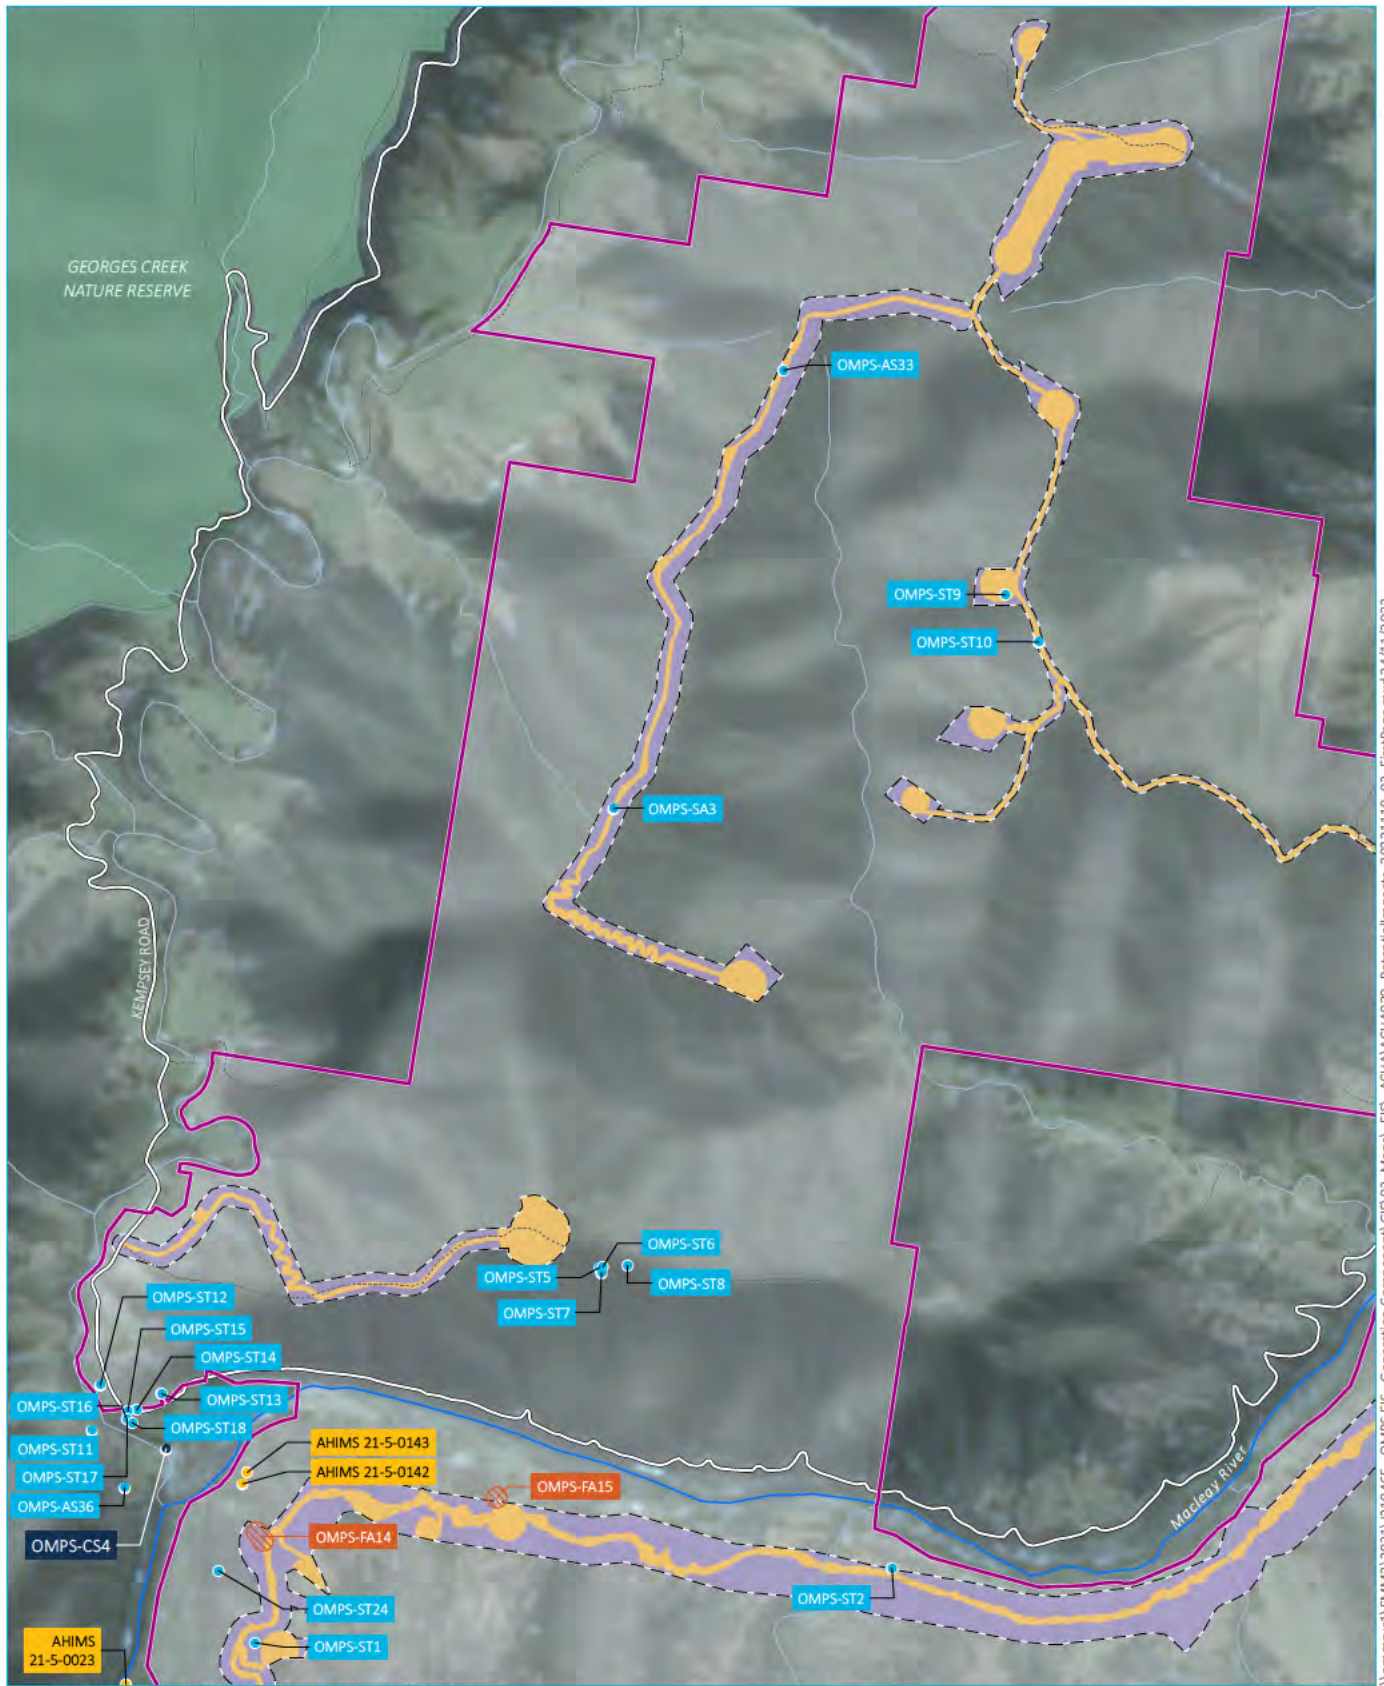 GEORGES CREEK
NATURE RESERVE
OMPS-AS33
OMPS-ST9
OMPS-ST10
OMPS-SA3
KEMPSEY ROAD
OMPS-ST6
OMPS-ST5
OMPS-ST8
OMPS-ST7
OMPS-ST12
OMPS-ST15
OMPS-ST14
OMPS-ST16
OMPS-ST13
OMPS-ST18
OMPS-ST11
AHIMS 21-5-0143
OMPS-ST17
AHIMS 21-5-0142
OMPS-AS36
OMPS-FA15
Macleay River
OMPS-CS4
OMPS-FA14
OMPS-ST2
OMPS-ST24
OMPS-ST1
AHIMS
21-5-0023